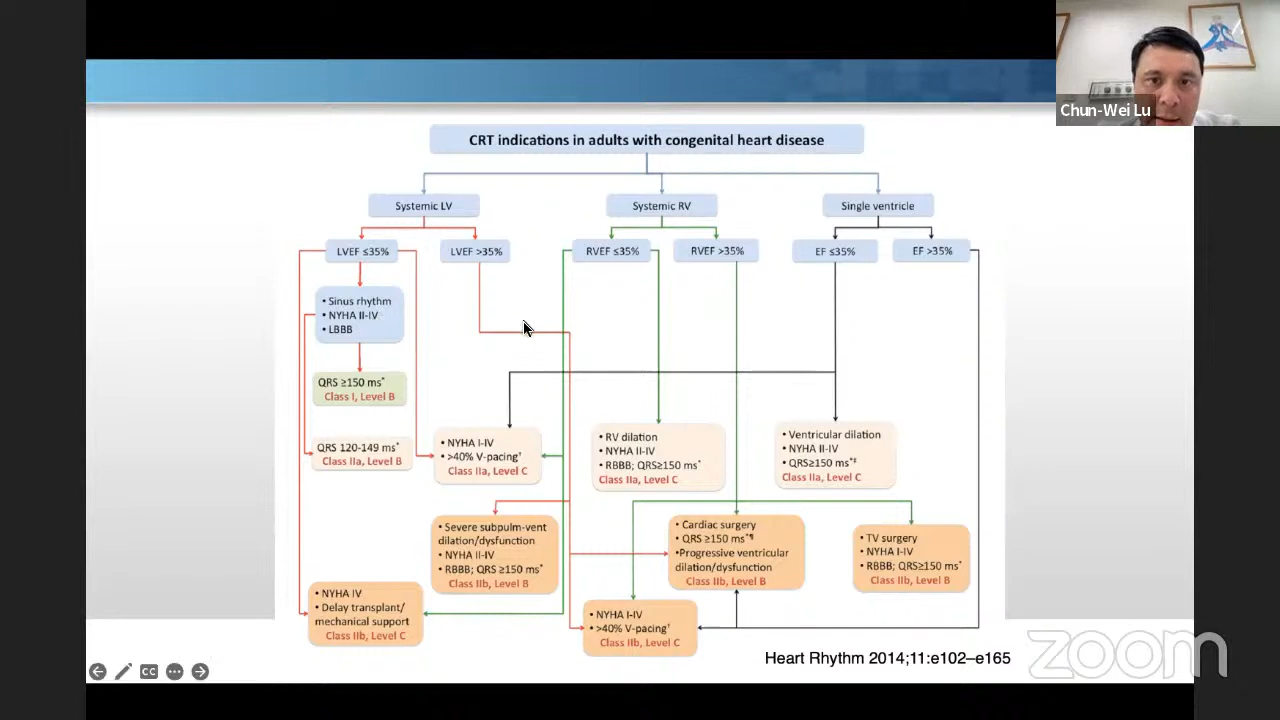 Chun-Wei Lu
CRT indications in adults with congenital heart disease
Systemic LV
Systemic RV
Single ventricle
LVEF ≤35%
LVEF >35%
RVEF ≤35%
RVEF >35%
EF ≤35%
EF >35%
• Sinus rhythm
• NYHA II-IV
• LBBB
QRS ≥150 ms*
Class I, Level B
QRS 120-149 ms*
Class IIa, Level B
• NYHA I-IV
• >40% V-pacing†
Class IIa, Level C
• RV dilation
• NYHA II-IV
• RBBB; QRS≥150 ms*
Class IIa, Level C
• Ventricular dilation
• NYHA II-IV
• QRS≥150 ms*‡
Class IIa, Level C
• Severe subpulm-vent
dilation/dysfunction
• NYHA II-IV
• RBBB; QRS ≥150 ms*
Class IIb, Level B
• Cardiac surgery
• QRS ≥150 ms*¶
•Progressive ventricular
dilation/dysfunction
Class IIb, Level B
• TV surgery
• NYHA I-IV
• RBBB; QRS≥150 ms*
Class IIb, Level B
• NYHA IV
• Delay transplant/
mechanical support
Class IIb, Level C
• NYHA I-IV
• >40% V-pacing†
Class IIb, Level C
Heart Rhythm 2014;11:e102–e165
zoom
CC